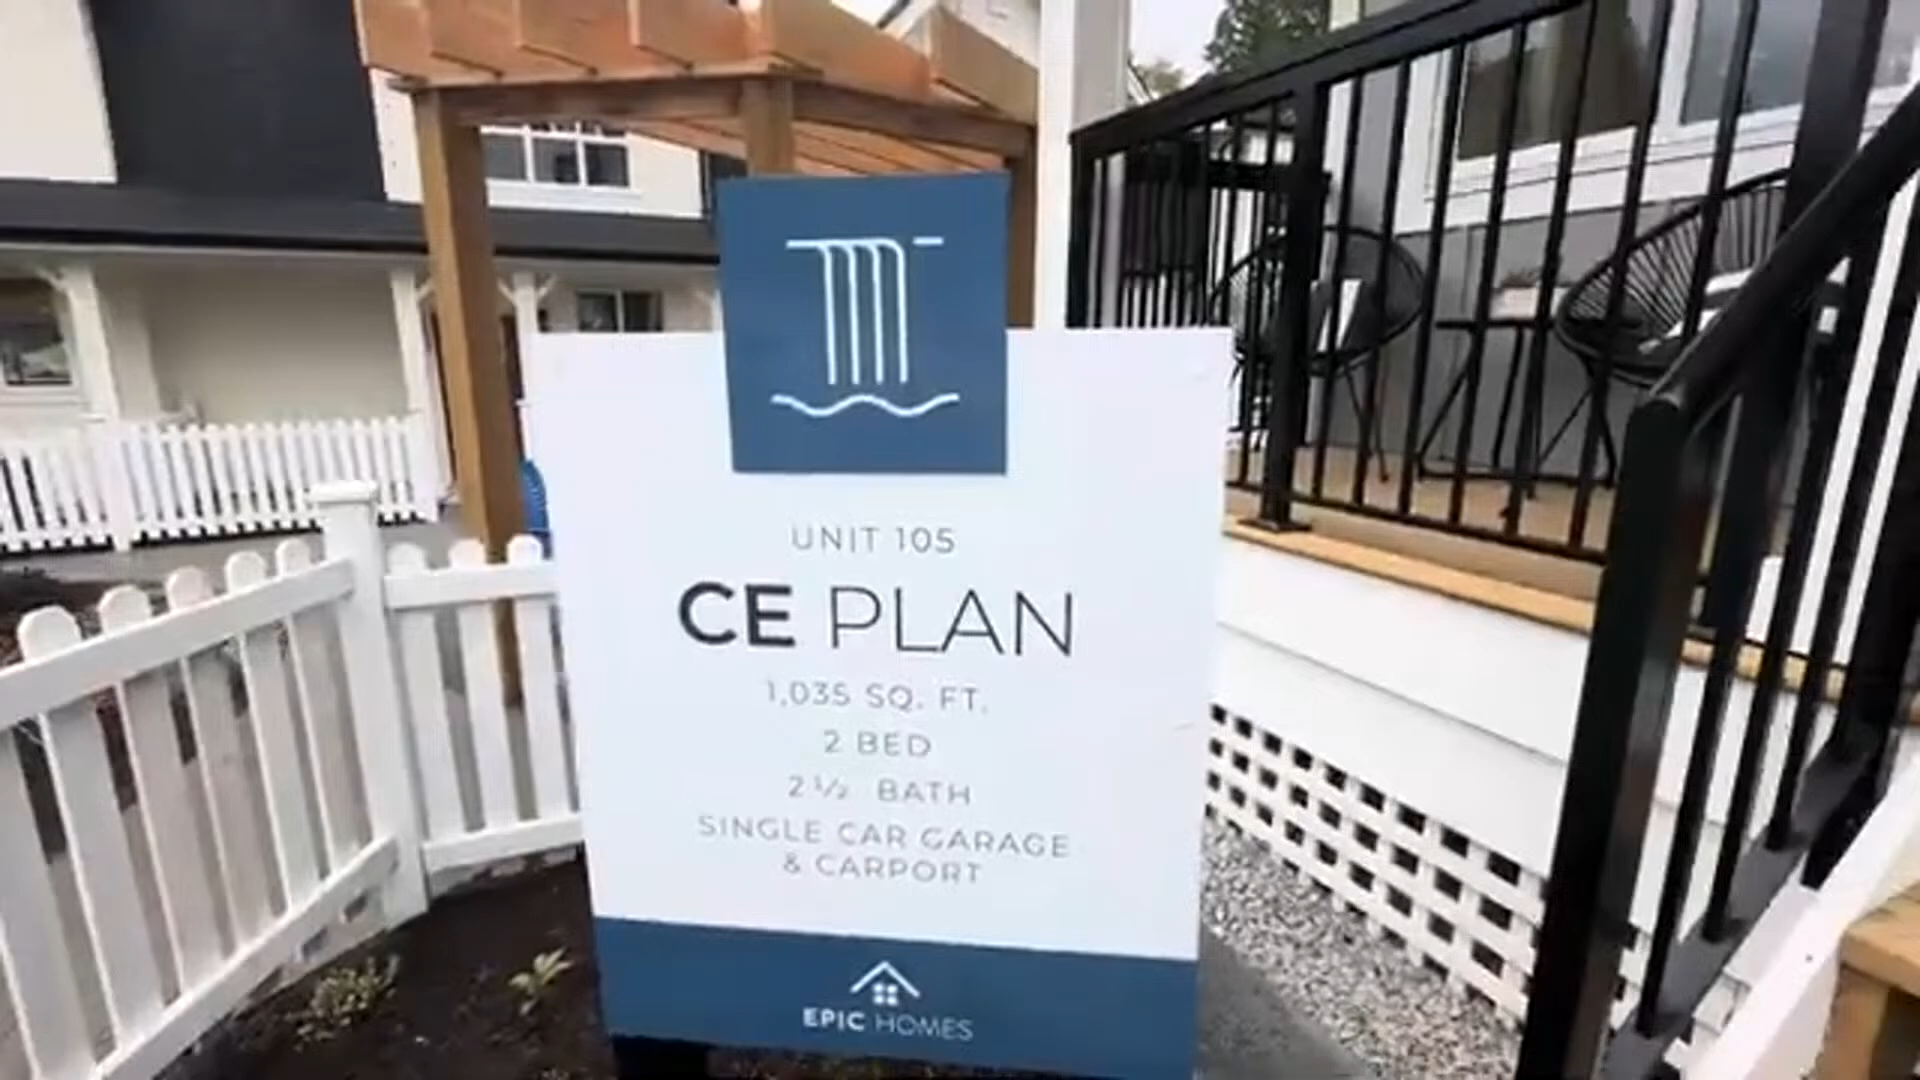 UNIT 105
CE PLAN
1,035 SQ. FT.
2 BED
2 ½ BATH
SINGLE CAR GARAGE
& CARPORT
EPIC HOMES